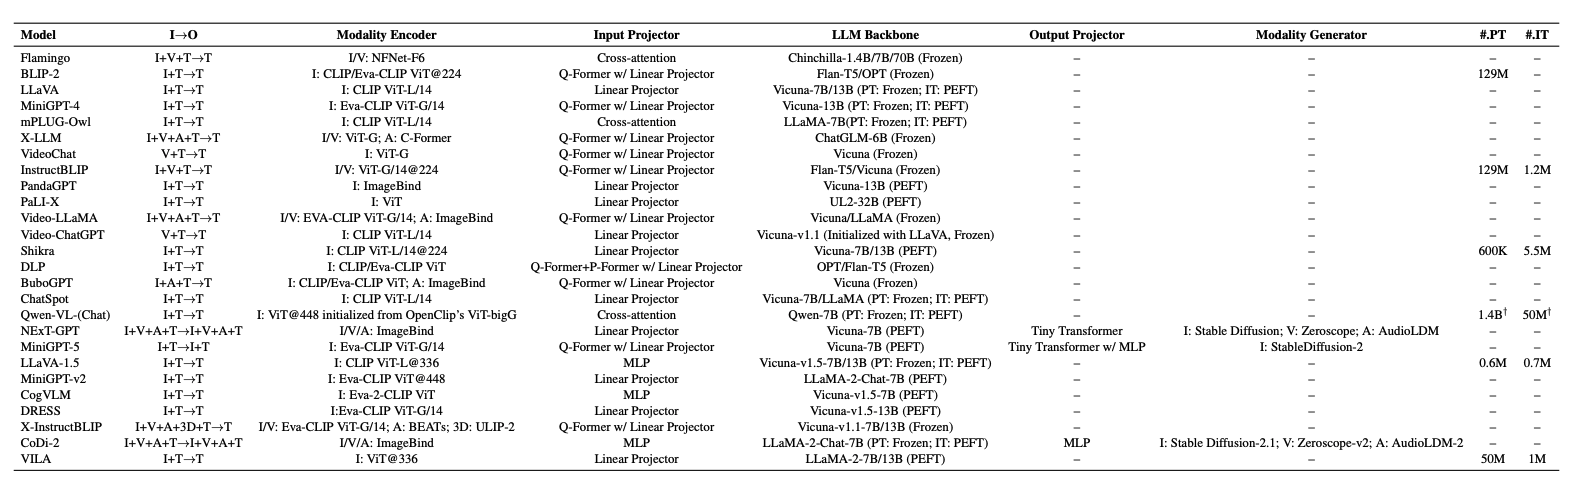 Model I→O Modality Encoder Input Projector LLM Backbone Output Projector Modality Generator #.PT #.IT
Flamingo I+V+T→T I/V: NFNet-F6 Cross-attention Chinchilla-1.4B/7B/70B (Frozen) – – – –
BLIP-2 I+T→T I: CLIP/Eva-CLIP ViT@224 Q-Former w/ Linear Projector Flan-T5/OPT (Frozen) – – 129M –
LLaVA I+T→T I: CLIP ViT-L/14 Linear Projector Vicuna-7B/13B (PT: Frozen; IT: PEFT) – – – –
MiniGPT-4 I+T→T I: Eva-CLIP ViT-G/14 Q-Former w/ Linear Projector Vicuna-13B (PT: Frozen; IT: PEFT) – – – –
mPLUG-Owl I+T→T I: CLIP ViT-L/14 Cross-attention LLaMA-7B(PT: Frozen; IT: PEFT) – – – –
X-LLM I+V+A+T→T I/V: ViT-G; A: C-Former Q-Former w/ Linear Projector ChatGLM-6B (Frozen) – – – –
VideoChat V+T→T I: ViT-G Q-Former w/ Linear Projector Vicuna (Frozen) – – – –
InstructBLIP I+V+T→T I/V: ViT-G/14@224 Q-Former w/ Linear Projector Flan-T5/Vicuna (Frozen) – – 129M 1.2M
PandaGPT I+T→T I: ImageBind Linear Projector Vicuna-13B (PEFT) – – – –
PaLI-X I+T→T I: ViT Linear Projector UL2-32B (PEFT) – – – –
Video-LLaMA I+V+A+T→T I/V: EVA-CLIP ViT-G/14; A: ImageBind Q-Former w/ Linear Projector Vicuna/LLaMA (Frozen) – – – –
Video-ChatGPT V+T→T I: CLIP ViT-L/14 Linear Projector Vicuna-v1.1 (Initialized with LLaVA, Frozen) – – – –
Shikra I+T→T I: CLIP ViT-L/14@224 Linear Projector Vicuna-7B/13B (PEFT) – – 600K 5.5M
DLP I+T→T I: CLIP/Eva-CLIP ViT Q-Former+P-Former w/ Linear Projector OPT/Flan-T5 (Frozen) – – – –
BuboGPT I+A+T→T I: CLIP/Eva-CLIP ViT; A: ImageBind Q-Former w/ Linear Projector Vicuna (Frozen) – – – –
ChatSpot I+T→T I: CLIP ViT-L/14 Linear Projector Vicuna-7B/LLaMA (PT: Frozen; IT: PEFT) – – – –
Qwen-VL-(Chat) I+T→T I: ViT@448 initialized from OpenClip's ViT-bigG Cross-attention Qwen-7B (PT: Frozen; IT: PEFT) – – 1.4B† 50M†
NExT-GPT I+V+A+T→I+V+A+T I/V/A: ImageBind Linear Projector Vicuna-7B (PEFT) Tiny Transformer I: Stable Diffusion; V: Zeroscope; A: AudioLDM – –
MiniGPT-5 I+T→I+T I: Eva-CLIP ViT-G/14 Q-Former w/ Linear Projector Vicuna-7B (PEFT) Tiny Transformer w/ MLP I: StableDiffusion-2 – –
LLaVA-1.5 I+T→T I: CLIP ViT-L@336 MLP Vicuna-v1.5-7B/13B (PT: Frozen; IT: PEFT) – – 0.6M 0.7M
MiniGPT-v2 I+T→T I: Eva-CLIP ViT@448 Linear Projector LLaMA-2-Chat-7B (PEFT) – – – –
CogVLM I+T→T I: Eva-2-CLIP ViT MLP Vicuna-v1.5-7B (PEFT) – – – –
DRESS I+T→T I:Eva-CLIP ViT-G/14 Linear Projector Vicuna-v1.5-13B (PEFT) – – – –
X-InstructBLIP I+V+A+3D+T→T I/V: Eva-CLIP ViT-G/14; A: BEATs; 3D: ULIP-2 Q-Former w/ Linear Projector Vicuna-v1.1-7B/13B (Frozen) – – – –
CoDi-2 I+V+A+T→I+V+A+T I/V/A: ImageBind MLP LLaMA-2-Chat-7B (PT: Frozen; IT: PEFT) MLP I: Stable Diffusion-2.1; V: Zeroscope-v2; A: AudioLDM-2 – –
VILA I+T→T I: ViT@336 Linear Projector LLaMA-2-7B/13B (PEFT) – – 50M 1M